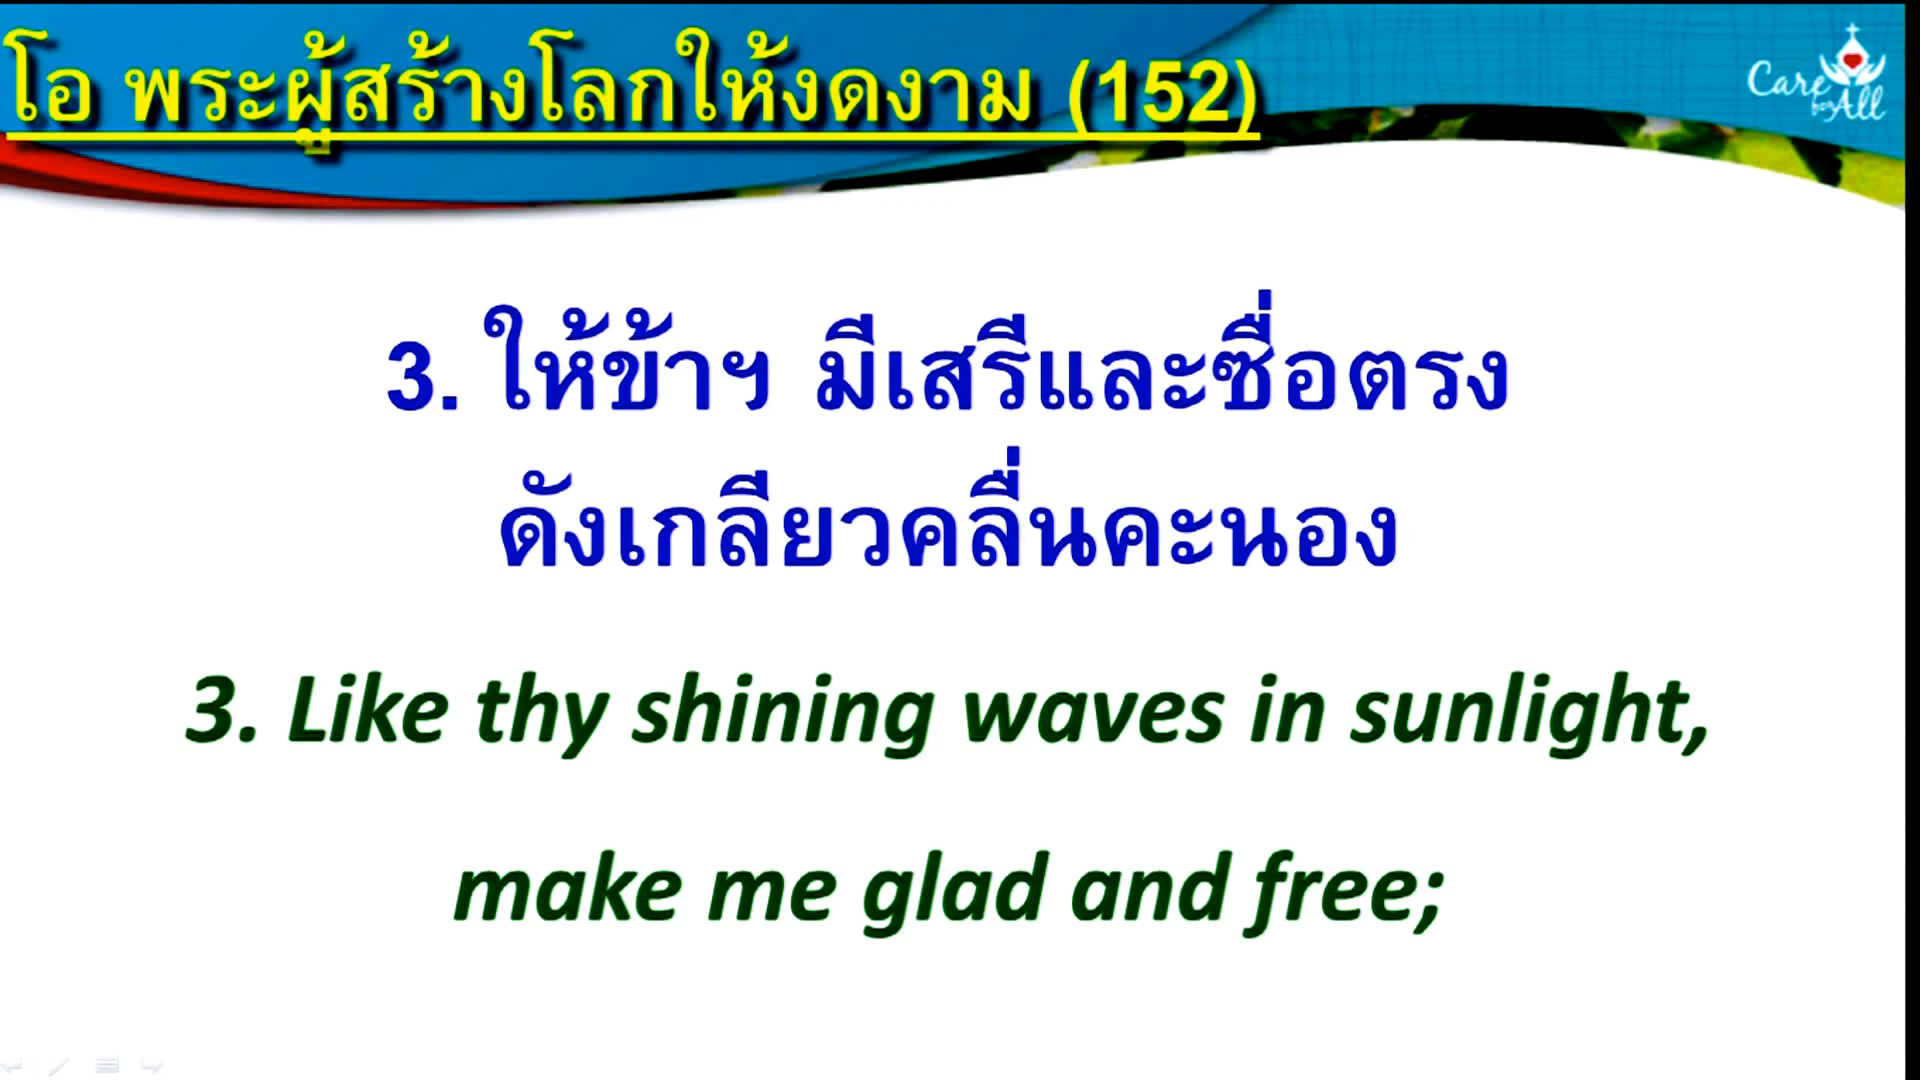 โอ พระผู้สร้างโลกให้งดงาม (152)
Care
for All
3. ให้ข้าฯ มีเสรีและซื่อตรง
ดังเกลียวคลื่นคะนอง
3. Like thy shining waves in sunlight,
make me glad and free;